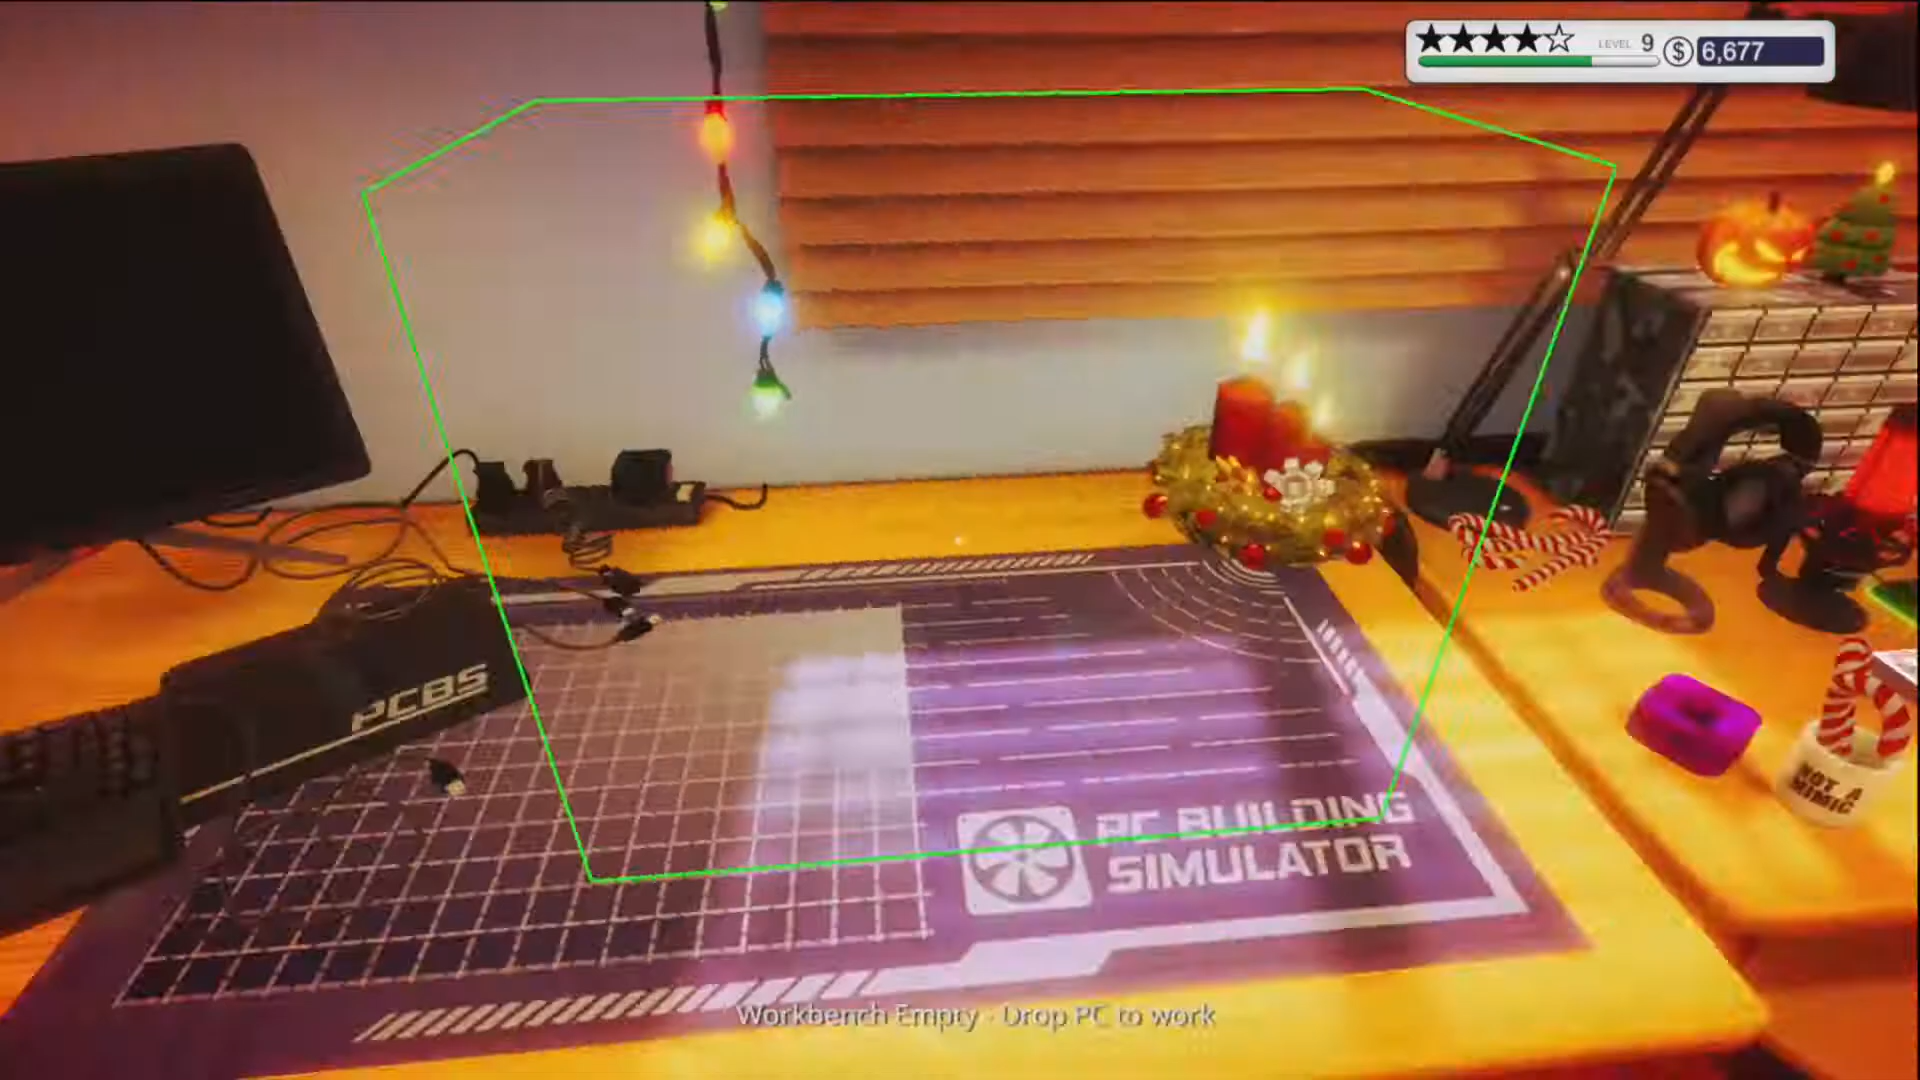 LEVEL 9 $ 6,677
PCBS
PC BUILDING
SIMULATOR
NOT A
MIMIC
Workbench Empty - Drop PC to work